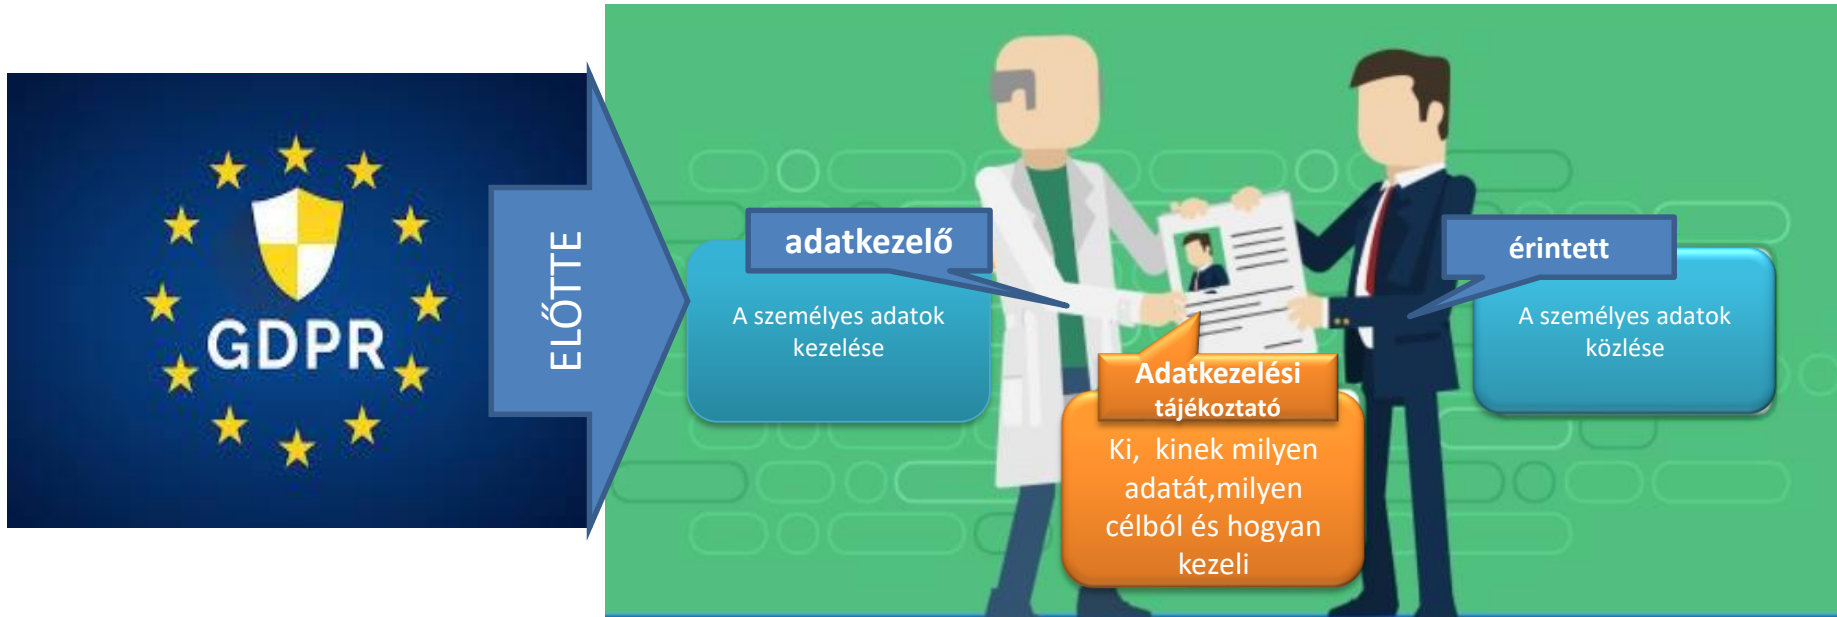 GDPR
ELŐTTE
adatkezelő
A személyes adatok
kezelése
Adatkezelési
tájékoztató
Ki,  kinek milyen
adatát,milyen
célból és hogyan
kezeli
érintett
A személyes adatok
közlése